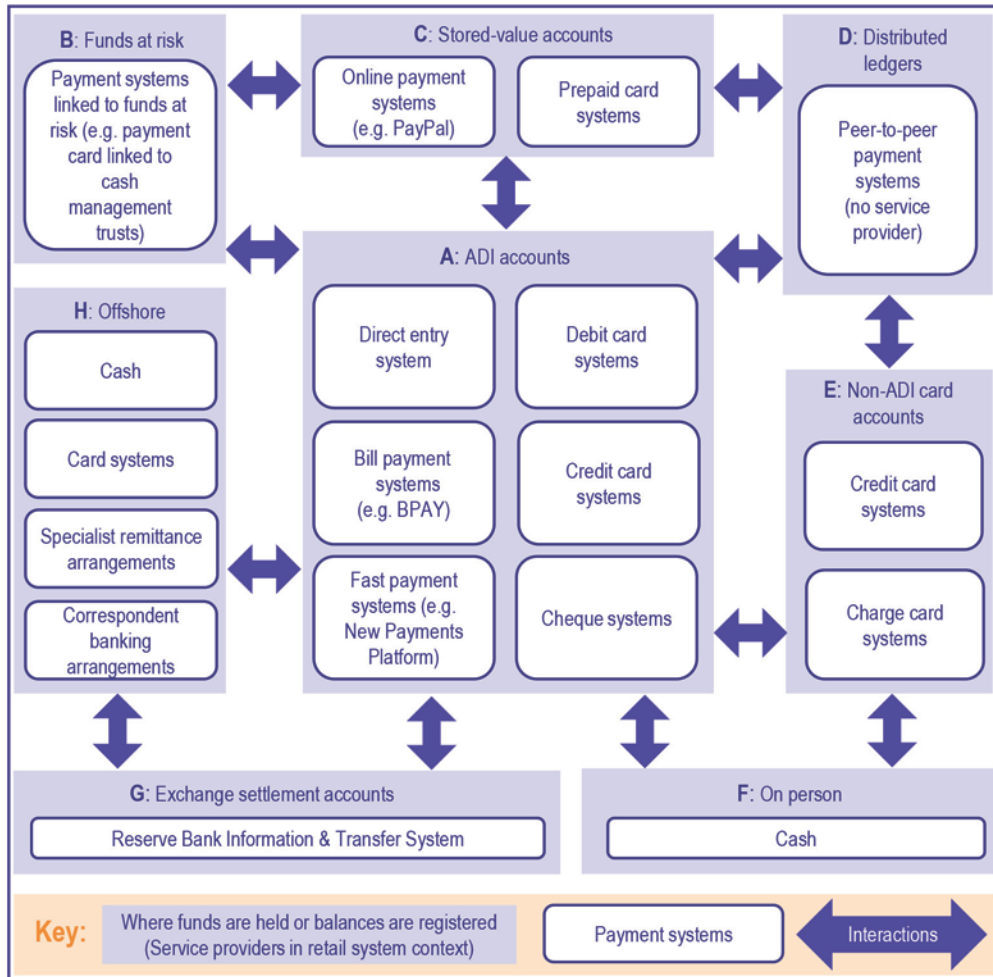 B: Funds at risk
Payment systems
linked to funds at
risk (e.g. payment
card linked to
cash
management
trusts)
C: Stored-value accounts
Online payment
systems
(e.g. PayPal)
Prepaid card
systems
D: Distributed
ledgers
Peer-to-peer
payment
systems
(no service
provider)
H: Offshore
Cash
Card systems
Specialist remittance
arrangements
Correspondent
banking
arrangements
A: ADI accounts
Direct entry
system
Debit card
systems
Bill payment
systems
(e.g. BPAY)
Credit card
systems
Fast payment
systems (e.g.
New Payments
Platform)
Cheque systems
E: Non-ADI card
accounts
Credit card
systems
Charge card
systems
G: Exchange settlement accounts
Reserve Bank Information & Transfer System
F: On person
Cash
Key:
Where funds are held or balances are registered
(Service providers in retail system context)
Payment systems
Interactions